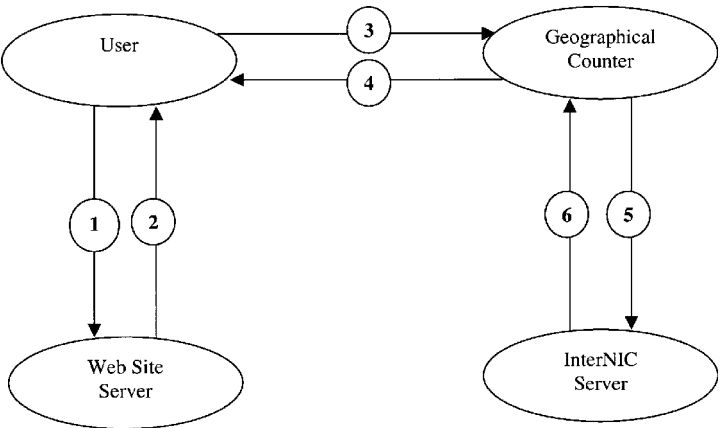 User
3
Geographical
Counter
4
1
2
6
5
Web Site
Server
InterNIC
Server